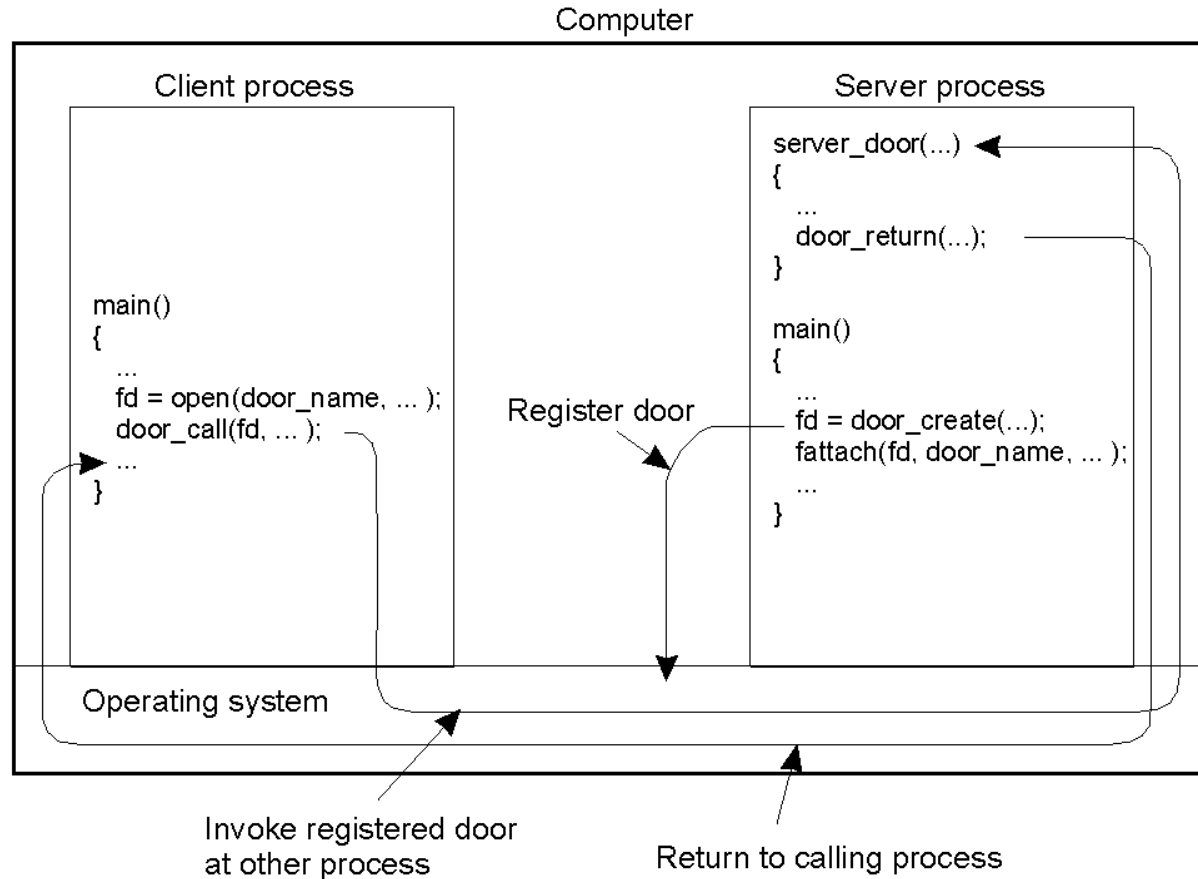 Computer
Client process
main()
{
...
fd = open(door_name, ... );
door_call(fd, ... );
...
}
Server process
server_door(...)
{
...
door_return(...);
}
main()
{
...
fd = door_create(...);
fattach(fd, door_name, ... );
...
}
Register door
Operating system
Invoke registered door
at other process
Return to calling process